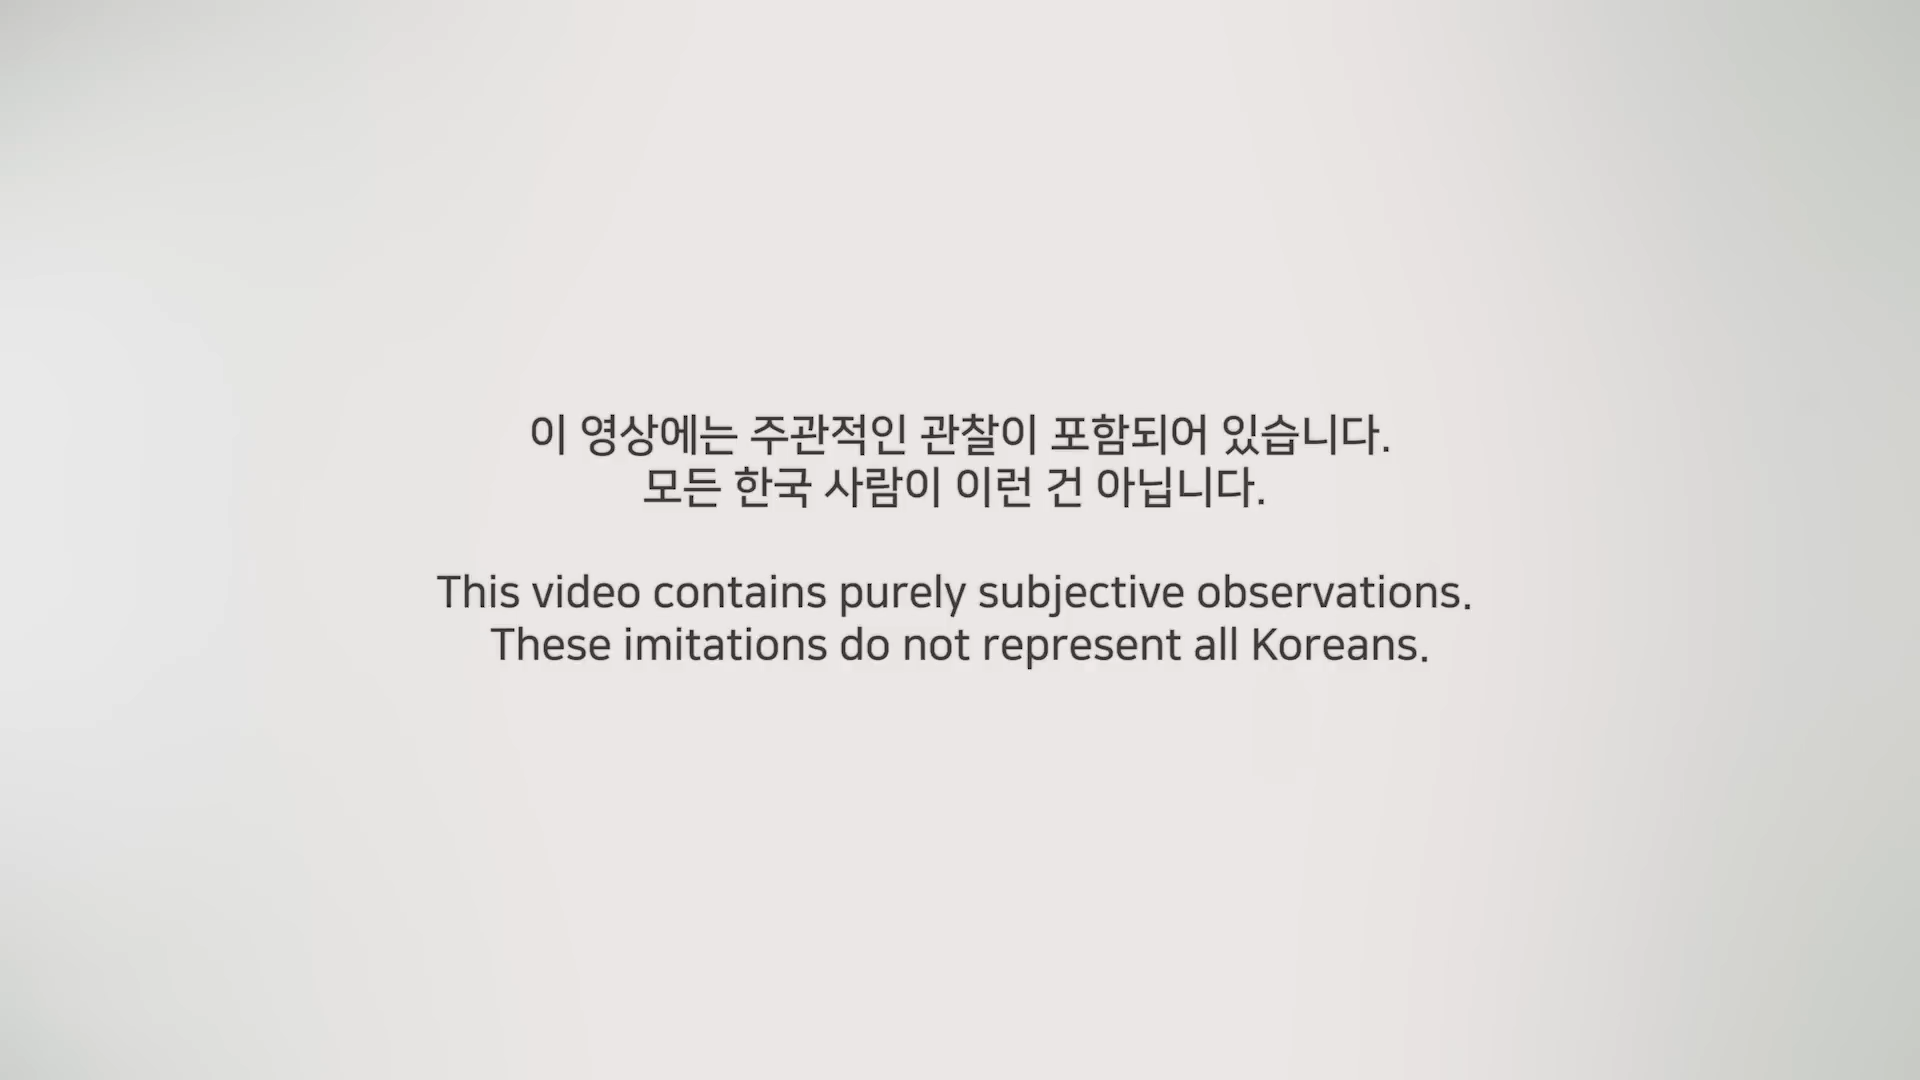 이 영상에는 주관적인 관찰이 포함되어 있습니다.
모든 한국 사람이 이런 건 아닙니다.
This video contains purely subjective observations.
These imitations do not represent all Koreans.